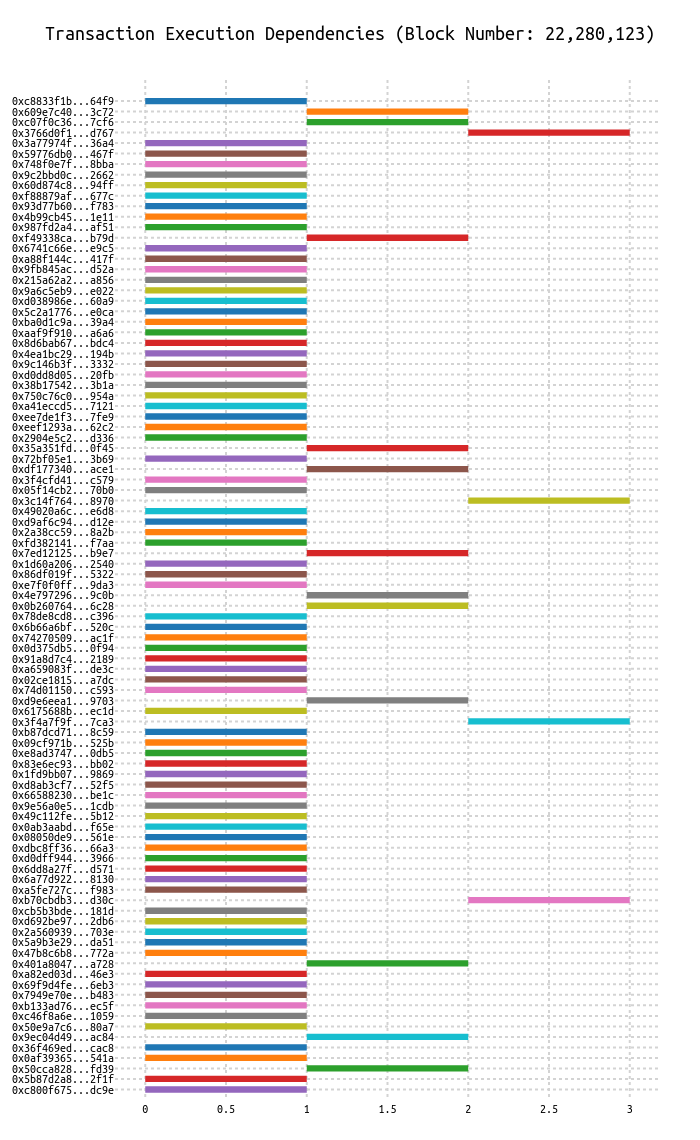 Transaction Execution Dependencies (Block Number: 22,280,123)
0xc8833f1b...64f9
0x609e7c40...3c72
0xc07f0c36...7cf6
0x3766d0f1...d767
0x3a77974f...36a4
0x59776db0...467f
0x748f0e7f...8bba
0x9c2bbd0c...2662
0x60d874c8...94ff
0xf88879af...677c
0x93d77b60...f783
0x4b99cb45...1e11
0x987fd2a4...af51
0xf49338ca...b79d
0x6741c66e...e9c5
0xa88f144c...417f
0x9fb845ac...d52a
0x215a62a2...a856
0x9a6c5eb9...e022
0xd038986e...60a9
0x5c2a1776...e0ca
0xba0d1c9a...39a4
0xaaf9f910...a6a6
0x8d6bab67...bdc4
0x4ea1bc29...194b
0x9c146b3f...3332
0xd0dd8d05...20fb
0x38b17542...3b1a
0x750c76c0...954a
0xa41eccd5...7121
0xee7de1f3...7fe9
0xeef1293a...62c2
0x2904e5c2...d336
0x35a351fd...0f45
0x72bf05e1...3b69
0xdf177340...ace1
0x3f4cfd41...c579
0x05f14cb2...70b0
0x3c14f764...8970
0x49020a6c...e6d8
0xd9af6c94...d12e
0x2a38cc59...8a2b
0xfd382141...f7aa
0x7ed12125...b9e7
0x1d60a206...2540
0x86df019f...5322
0xe7f0f0ff...9da3
0x4e797296...9c0b
0x0b260764...6c28
0x78de8cd8...c396
0x6b66a6bf...520c
0x74270509...ac1f
0x0d375db5...0f94
0x91a8d7c4...2189
0xa659083f...de3c
0x02ce1815...a7dc
0x74d01150...c593
0xd9e6eea1...9703
0x6175688b...ec1d
0x3f4a7f9f...7ca3
0xb87dcd71...8c59
0x09cf971b...525b
0xe8ad3747...0db5
0x83e6ec93...bb02
0x1fd9bb07...9869
0xd8ab3cf7...52f5
0x66588230...be1c
0x9e56a0e5...1cdb
0x49c112fe...5b12
0x0ab3aabd...f65e
0x08050de9...561e
0xdbc8ff36...66a3
0xd0dff944...3966
0x6dd8a27f...d571
0x6a77d922...8130
0xa5fe727c...f983
0xb70cbdb3...d30c
0xcb5b3bde...181d
0xd692be97...2db6
0x2a560939...703e
0x5a9b3e29...da51
0x47b8c6b8...772a
0x401a8047...a728
0xa82ed03d...46e3
0x69f9d4fe...6eb3
0x7949e70e...b483
0xb133ad76...ec5f
0xc46f8a6e...1059
0x50e9a7c6...80a7
0x9ec04d49...ac84
0x36f469ed...cac8
0x0af39365...541a
0x50cca828...fd39
0x5b87d2a8...2f1f
0xc800f675...dc9e
0 0.5 1 1.5 2 2.5 3